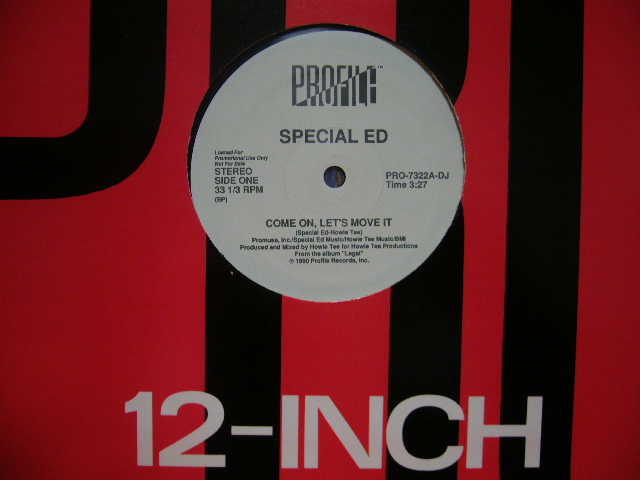 PROFILE™
SPECIAL ED
Loaned For
Promotional Use Only
Not For Sale
STEREO
SIDE ONE
33 1/3 RPM
(SP)
PRO-7322A-DJ
Time 3:27
COME ON, LET'S MOVE IT
(Special Ed-Howie Tee)
Promuse, Inc./Special Ed Music/Howie Tee Music/BMI
Produced and Mixed by Howie Tee for Howie Tee Productions
From the album "Legal"
℗ 1990 Profile Records, Inc.
12-INCH